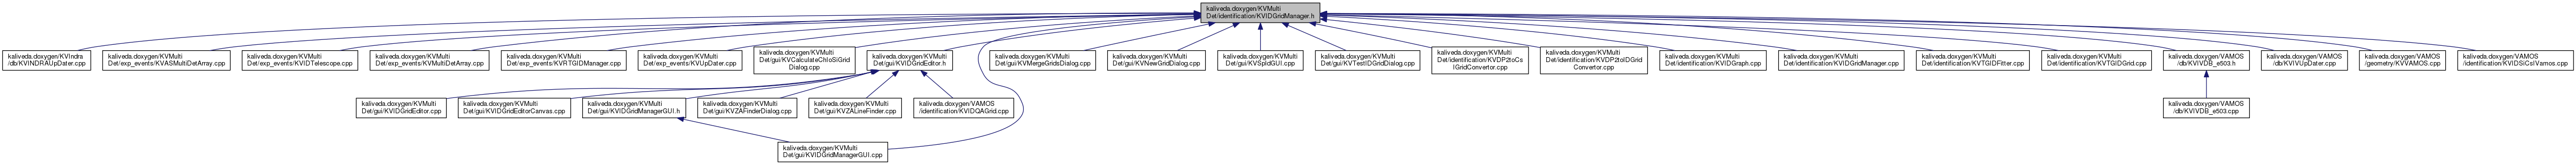 kaliveda.doxygen/KVMulti
Det/identification/KVIDGridManager.h
kaliveda.doxygen/KVIndra
/db/KVINDRAUpDater.cpp
kaliveda.doxygen/KVMulti
Det/exp_events/KVASMultiDetArray.cpp
kaliveda.doxygen/KVMulti
Det/exp_events/KVIDTelescope.cpp
kaliveda.doxygen/KVMulti
Det/exp_events/KVMultiDetArray.cpp
kaliveda.doxygen/KVMulti
Det/exp_events/KVRTGIDManager.cpp
kaliveda.doxygen/KVMulti
Det/exp_events/KVUpDater.cpp
kaliveda.doxygen/KVMulti
Det/gui/KVCalculateChIoSiGrid
Dialog.cpp
kaliveda.doxygen/KVMulti
Det/gui/KVIDGridEditor.h
kaliveda.doxygen/KVMulti
Det/gui/KVMergeGridsDialog.cpp
kaliveda.doxygen/KVMulti
Det/gui/KVNewGridDialog.cpp
kaliveda.doxygen/KVMulti
Det/gui/KVSpIdGUI.cpp
kaliveda.doxygen/KVMulti
Det/gui/KVTestIDGridDialog.cpp
kaliveda.doxygen/KVMulti
Det/identification/KVDP2toCs
IGridConvertor.cpp
kaliveda.doxygen/KVMulti
Det/identification/KVDP2toIDGrid
Convertor.cpp
kaliveda.doxygen/KVMulti
Det/identification/KVIDGraph.cpp
kaliveda.doxygen/KVMulti
Det/identification/KVIDGridManager.cpp
kaliveda.doxygen/KVMulti
Det/identification/KVTGIDFitter.cpp
kaliveda.doxygen/KVMulti
Det/identification/KVTGIDGrid.cpp
kaliveda.doxygen/VAMOS
/db/KVIVDB_e503.h
kaliveda.doxygen/VAMOS
/db/KVIVUpDater.cpp
kaliveda.doxygen/VAMOS
/geometry/KVVAMOS.cpp
kaliveda.doxygen/VAMOS
/identification/KVIDSiCsIVamos.cpp
kaliveda.doxygen/KVMulti
Det/gui/KVIDGridEditor.cpp
kaliveda.doxygen/KVMulti
Det/gui/KVIDGridEditorCanvas.cpp
kaliveda.doxygen/KVMulti
Det/gui/KVIDGridManagerGUI.h
kaliveda.doxygen/KVMulti
Det/gui/KVZAFinderDialog.cpp
kaliveda.doxygen/KVMulti
Det/gui/KVZALineFinder.cpp
kaliveda.doxygen/VAMOS
/identification/KVIDQAGrid.cpp
kaliveda.doxygen/VAMOS
/db/KVIVDB_e503.cpp
kaliveda.doxygen/KVMulti
Det/gui/KVIDGridManagerGUI.cpp